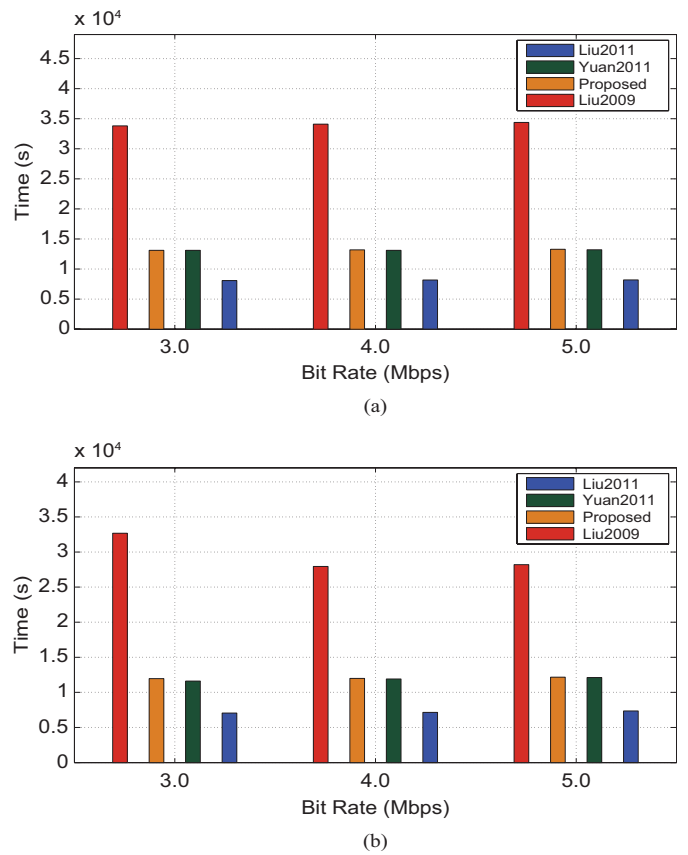 x 10⁴
4.5
4
3.5
3
2.5
2
1.5
1
0.5
0
Time (s)
Liu2011
Yuan2011
Proposed
Liu2009
3.0 4.0 5.0
Bit Rate (Mbps)
(a)
x 10⁴
4
3.5
3
2.5
2
1.5
1
0.5
0
Time (s)
Liu2011
Yuan2011
Proposed
Liu2009
3.0 4.0 5.0
Bit Rate (Mbps)
(b)